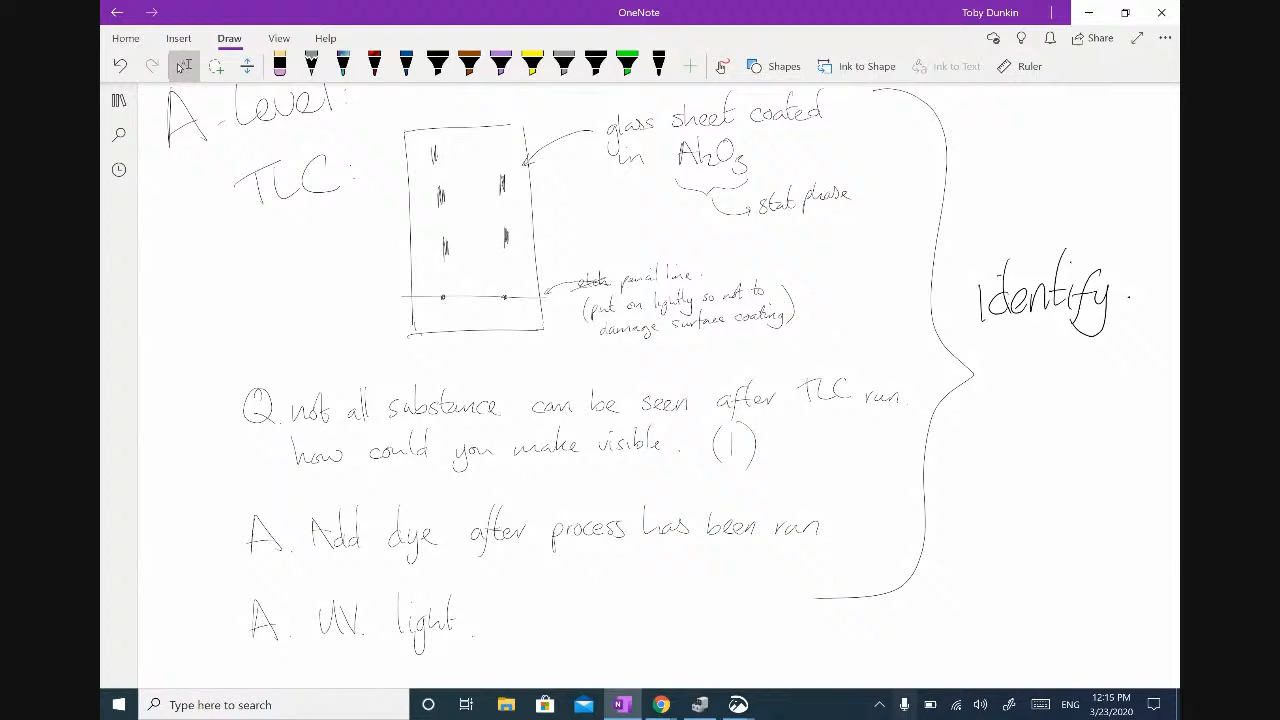 OneNote
Toby Dunkin
Home Insert Draw View Help
Share
Shapes
Ink to Shape
Ink to Text
Ruler
A-level:
TLC:
glass sheet coated
in Al2O3
stat phase
pencil line.
(put on lightly so not to
damage surface coating)
identify.
Q. not all substance can be seen after TLC run.
how could you make visible. (1)
A. Add dye after process has been ran
A. UV. light.
Type here to search
ENG
12:15 PM
3/23/2020